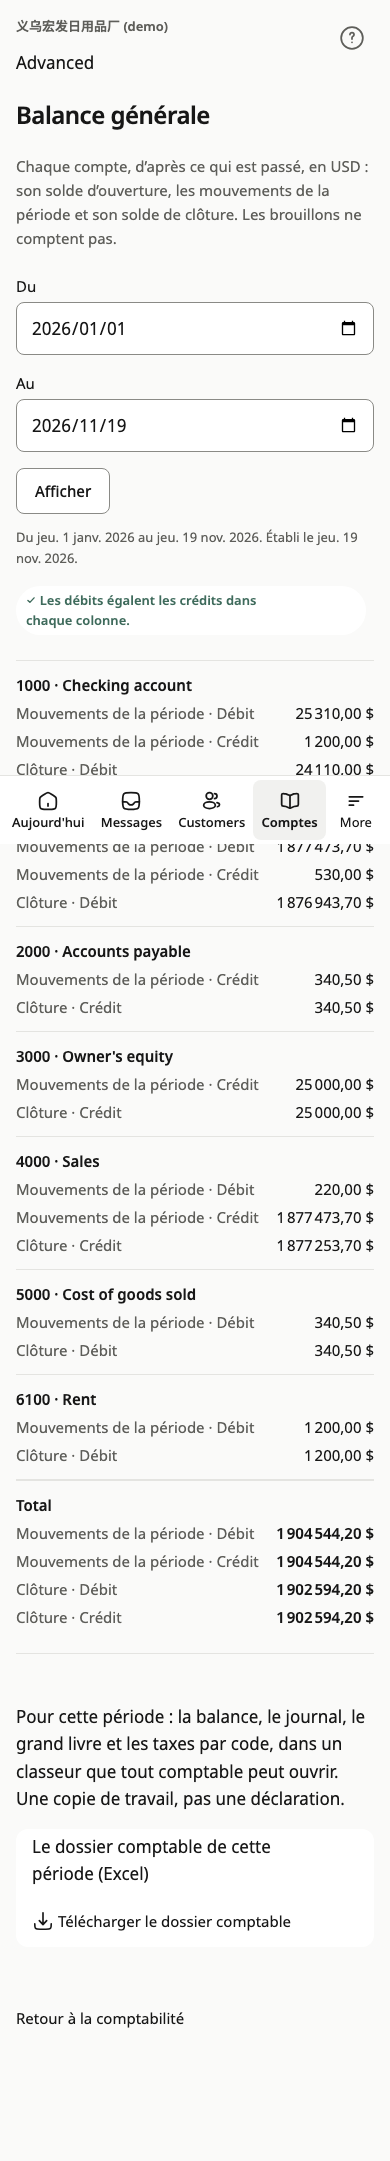 义乌宏发日用品厂 (demo)
Advanced
Balance générale
Chaque compte, d’après ce qui est passé, en USD :
son solde d’ouverture, les mouvements de la
période et son solde de clôture. Les brouillons ne
comptent pas.
Du
2026/01/01
Au
2026/11/19
Afficher
Du jeu. 1 janv. 2026 au jeu. 19 nov. 2026. Établi le jeu. 19
nov. 2026.
✓ Les débits égalent les crédits dans
chaque colonne.
1000 · Checking account
Mouvements de la période · Débit 25 310,00 $
Mouvements de la période · Crédit 1 200,00 $
Clôture · Débit 24 110,00 $
Aujourd'hui Messages Customers Comptes More
Mouvements de la période · Débit 1 877 473,70 $
Mouvements de la période · Crédit 530,00 $
Clôture · Débit 1 876 943,70 $
2000 · Accounts payable
Mouvements de la période · Crédit 340,50 $
Clôture · Crédit 340,50 $
3000 · Owner's equity
Mouvements de la période · Crédit 25 000,00 $
Clôture · Crédit 25 000,00 $
4000 · Sales
Mouvements de la période · Débit 220,00 $
Mouvements de la période · Crédit 1 877 473,70 $
Clôture · Crédit 1 877 253,70 $
5000 · Cost of goods sold
Mouvements de la période · Débit 340,50 $
Clôture · Débit 340,50 $
6100 · Rent
Mouvements de la période · Débit 1 200,00 $
Clôture · Débit 1 200,00 $
Total
Mouvements de la période · Débit 1 904 544,20 $
Mouvements de la période · Crédit 1 904 544,20 $
Clôture · Débit 1 902 594,20 $
Clôture · Crédit 1 902 594,20 $
Pour cette période : la balance, le journal, le
grand livre et les taxes par code, dans un
classeur que tout comptable peut ouvrir.
Une copie de travail, pas une déclaration.
Le dossier comptable de cette
période (Excel)
Télécharger le dossier comptable
Retour à la comptabilité